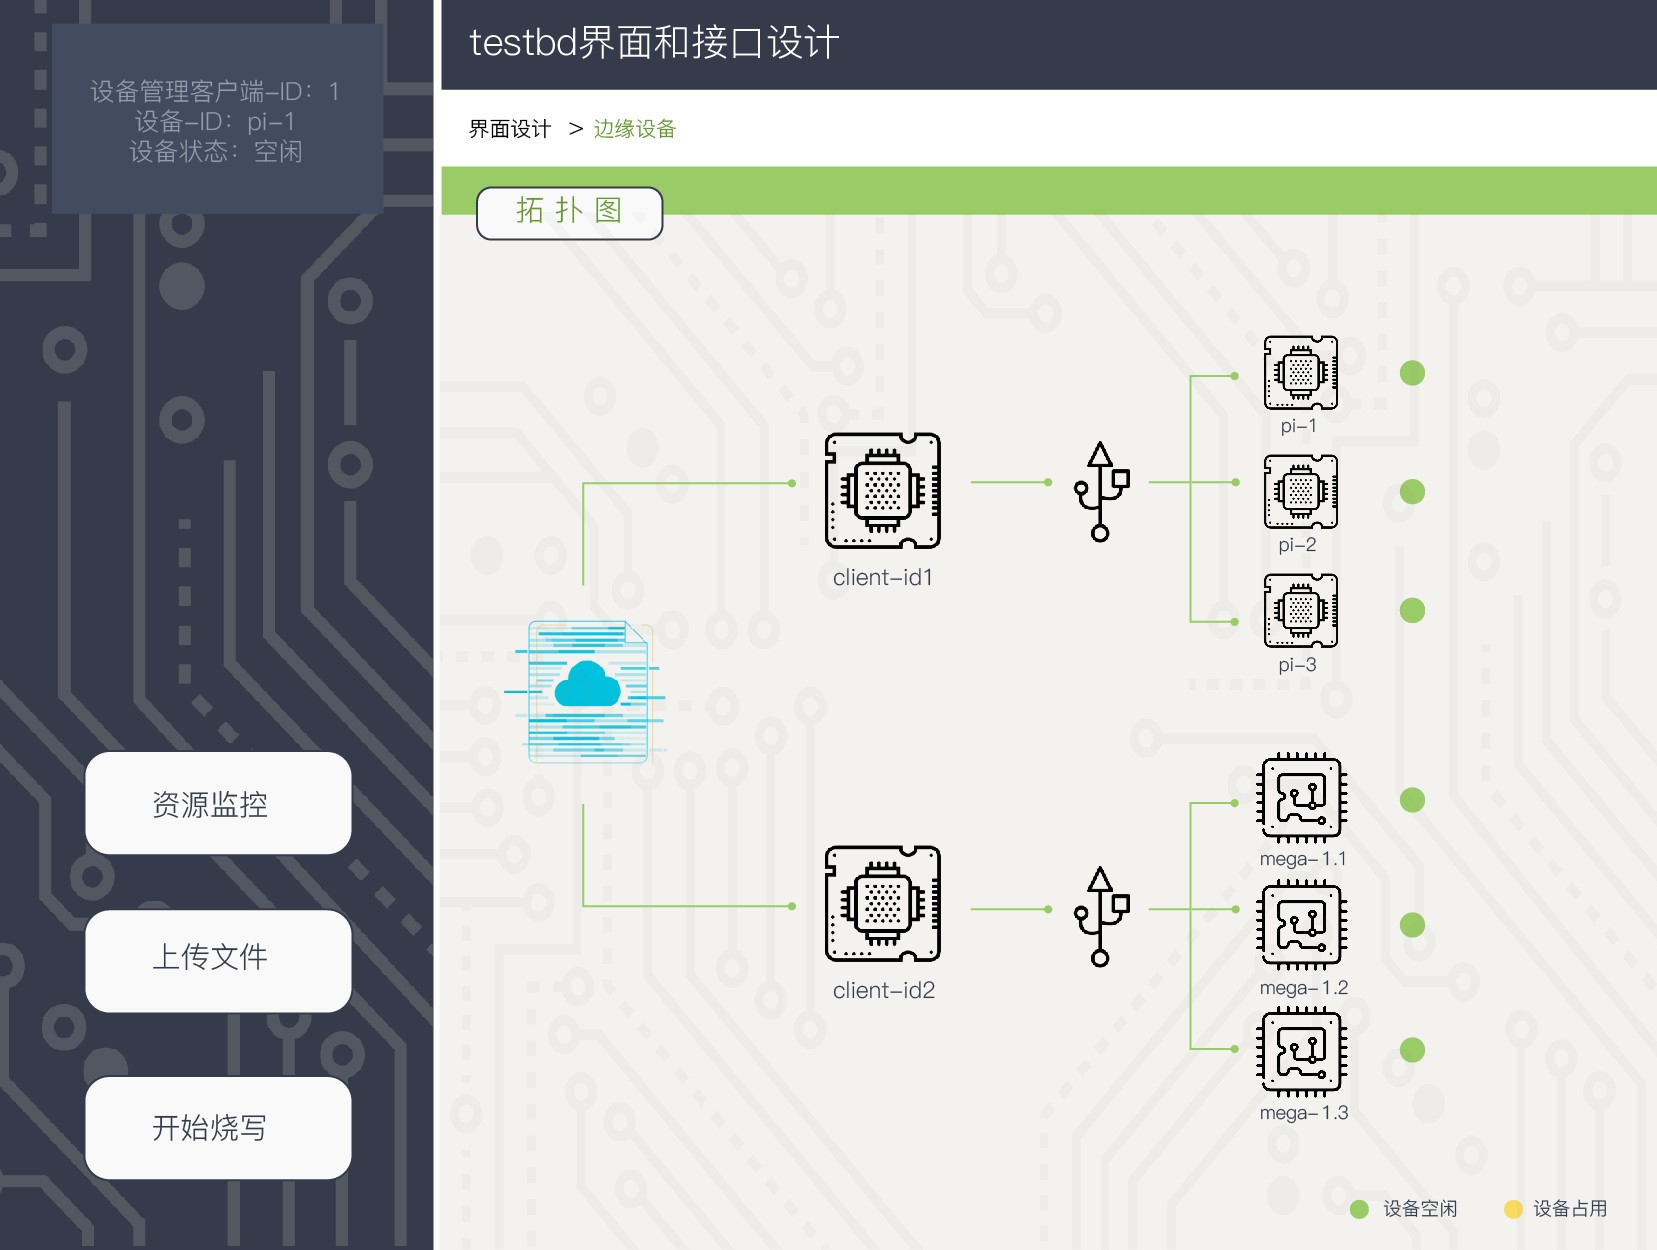 设备管理客户端-ID：1
设备-ID：pi-1
设备状态：空闲
资源监控
上传文件
开始烧写
testbd界面和接口设计
界面设计 > 边缘设备
拓扑图
client-id1
pi-1
pi-2
pi-3
client-id2
mega-1.1
mega-1.2
mega-1.3
设备空闲 设备占用